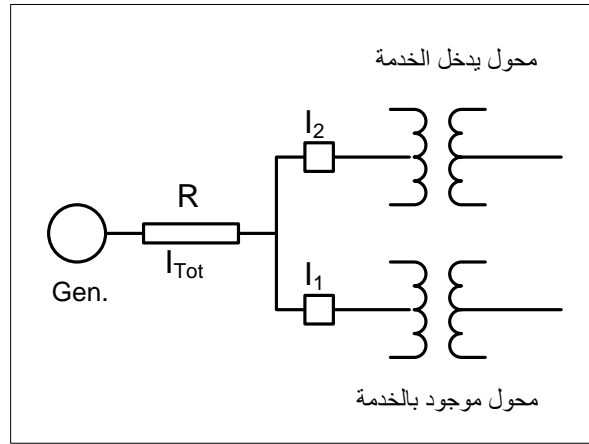 محول يدخل الخدمة
I2
R
ITot
Gen.
I1
محول موجود بالخدمة